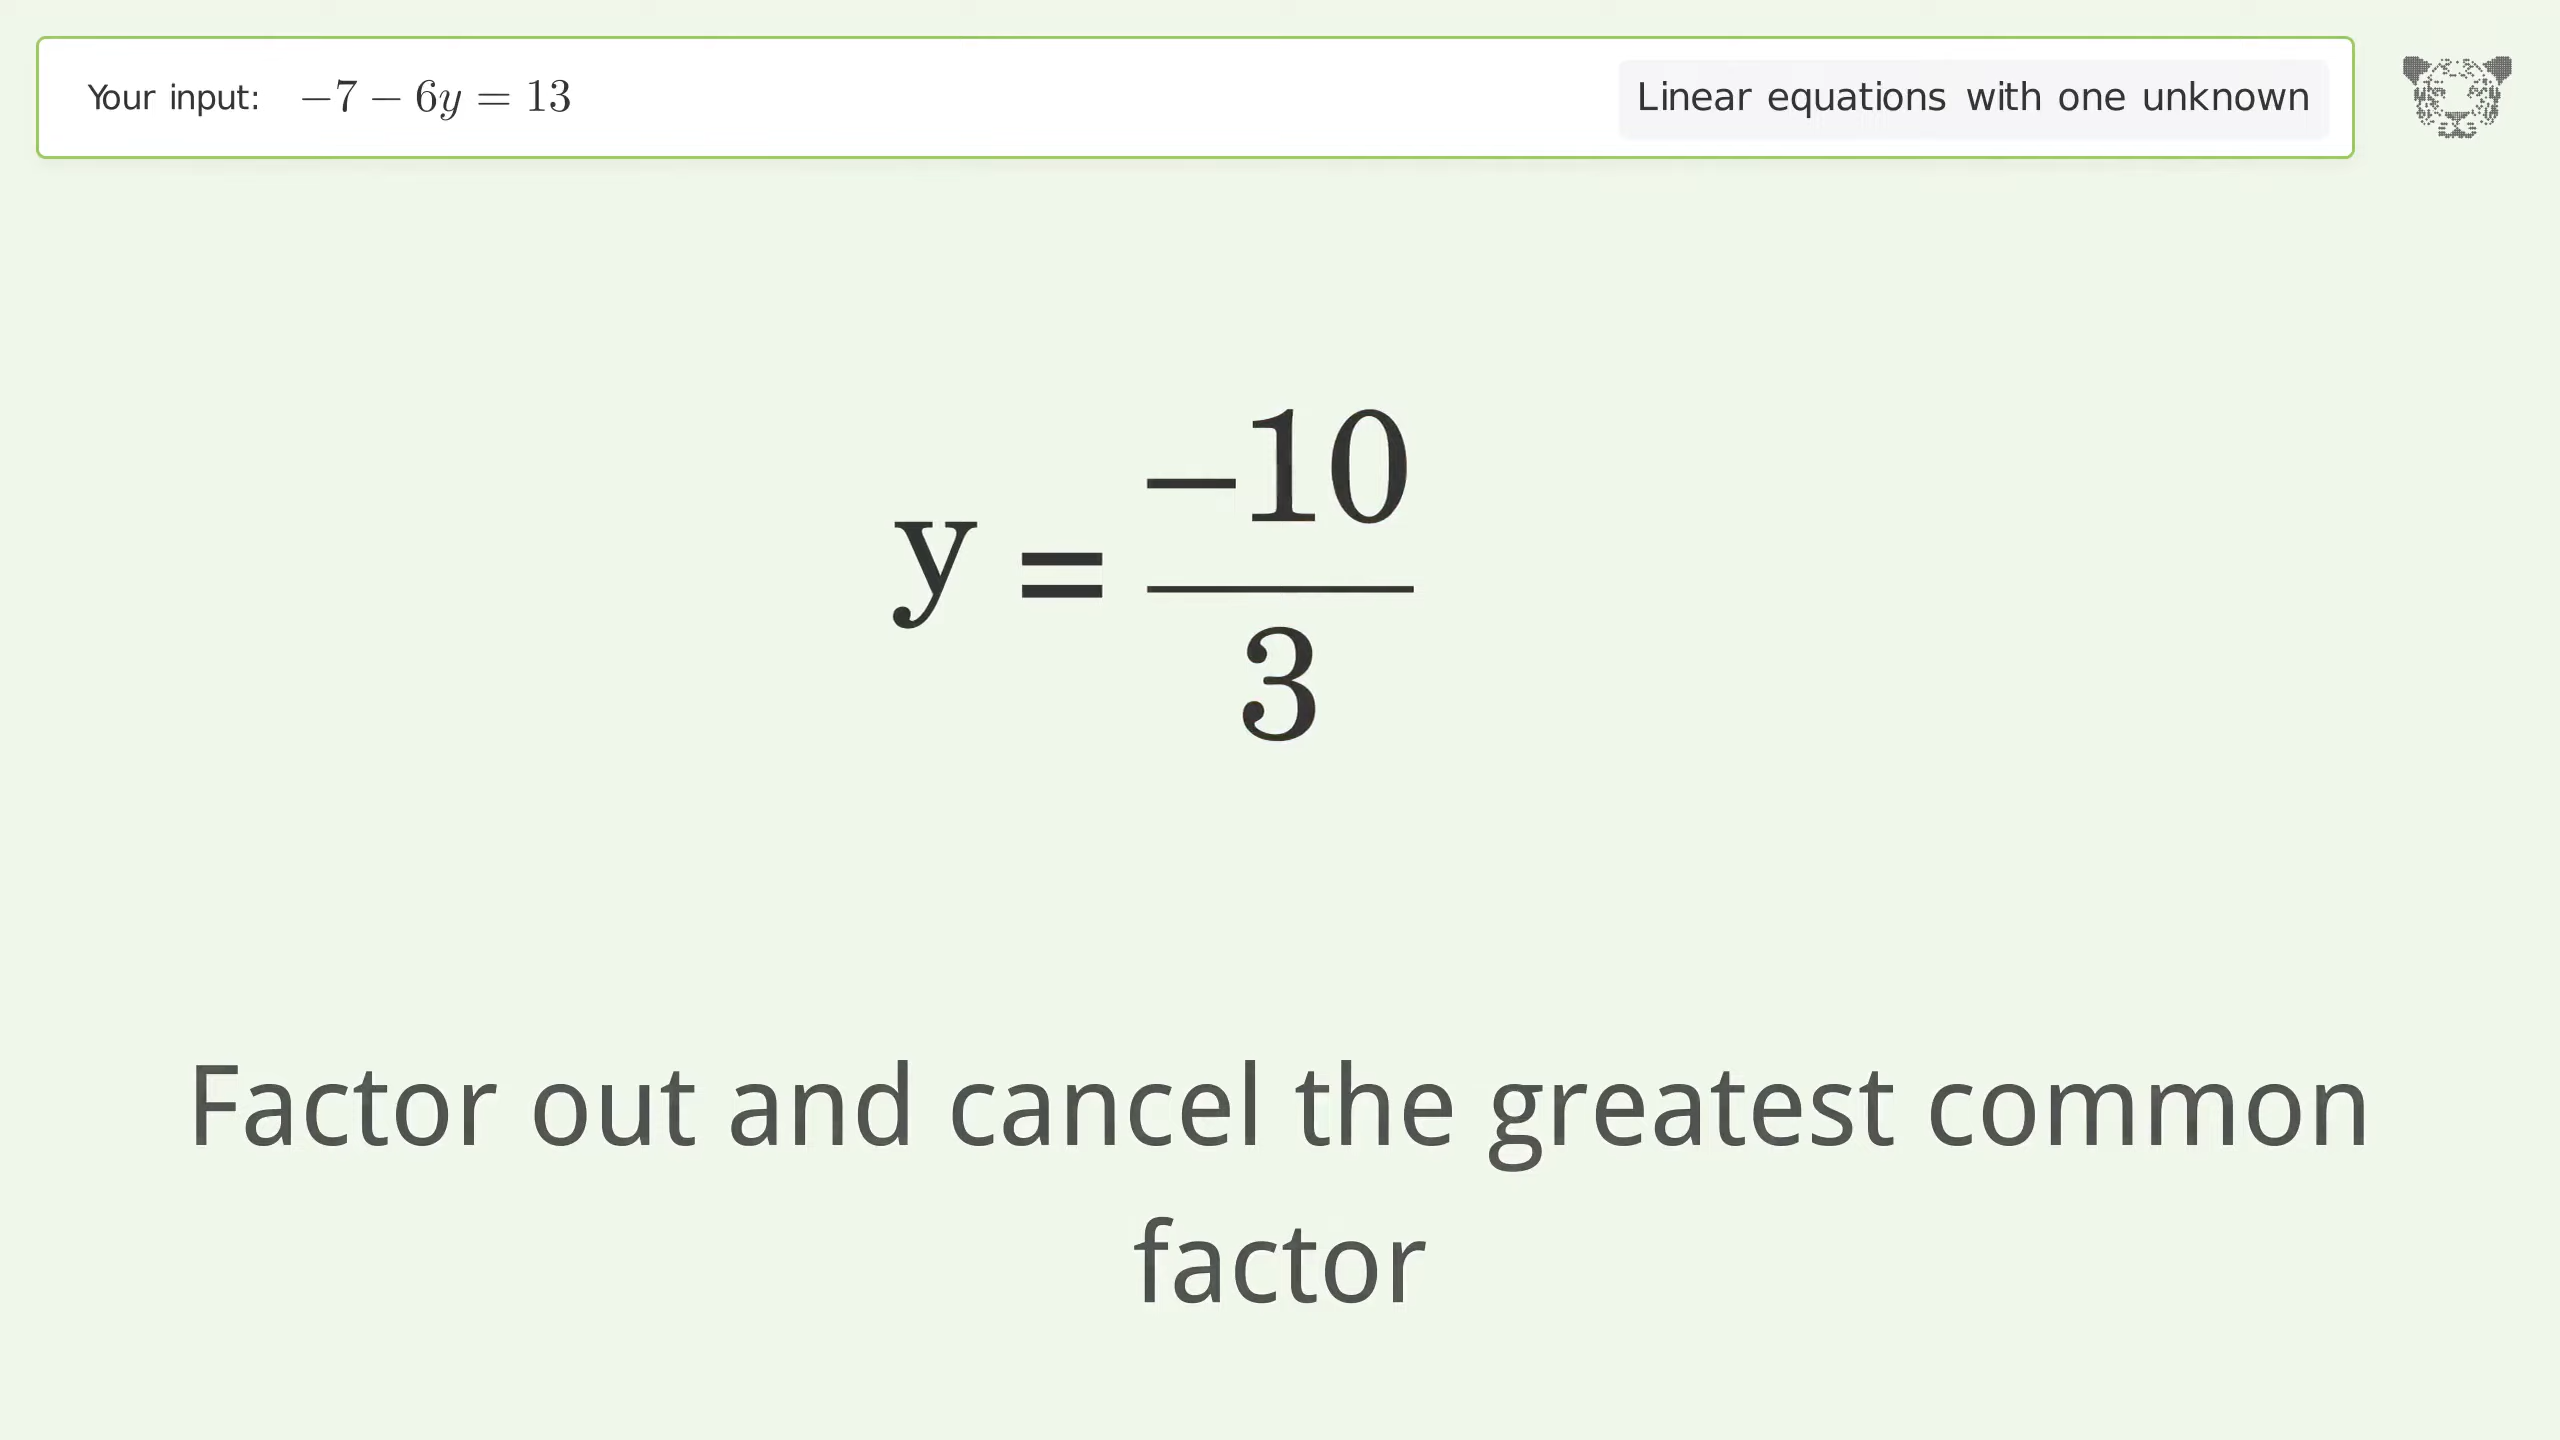 Your input: −7 − 6y = 13
Linear equations with one unknown
y = −10/3
Factor out and cancel the greatest common
factor